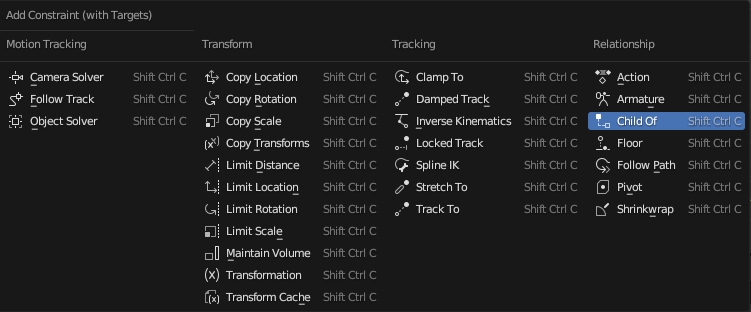 Add Constraint (with Targets)
Motion Tracking
Camera Solver Shift Ctrl C
Follow Track Shift Ctrl C
Object Solver Shift Ctrl C
Transform
Copy Location Shift Ctrl C
Copy Rotation Shift Ctrl C
Copy Scale Shift Ctrl C
Copy Transforms Shift Ctrl C
Limit Distance Shift Ctrl C
Limit Location Shift Ctrl C
Limit Rotation Shift Ctrl C
Limit Scale Shift Ctrl C
Maintain Volume Shift Ctrl C
Transformation Shift Ctrl C
Transform Cache Shift Ctrl C
Tracking
Clamp To Shift Ctrl C
Damped Track Shift Ctrl C
Inverse Kinematics Shift Ctrl C
Locked Track Shift Ctrl C
Spline IK Shift Ctrl C
Stretch To Shift Ctrl C
Track To Shift Ctrl C
Relationship
Action Shift Ctrl C
Armature Shift Ctrl C
Child Of Shift Ctrl C
Floor Shift Ctrl C
Follow Path Shift Ctrl C
Pivot Shift Ctrl C
Shrinkwrap Shift Ctrl C